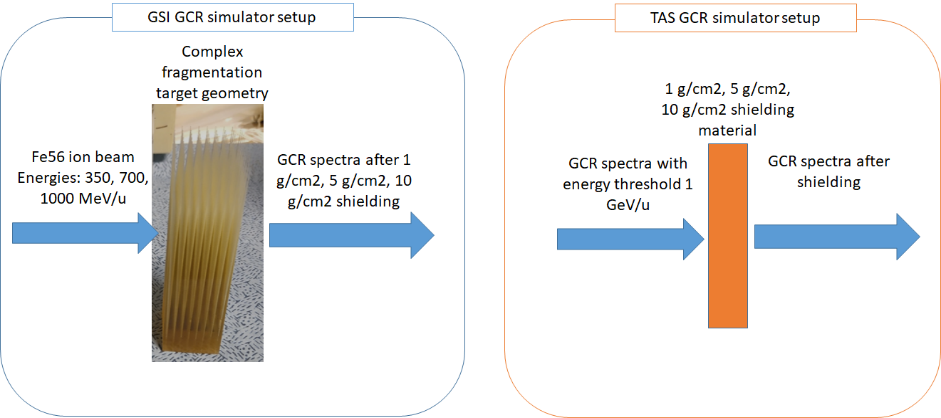 GSI GCR simulator setup
Complex
fragmentation
target geometry
Fe56 ion beam
Energies: 350, 700,
1000 MeV/u
GCR spectra after 1
g/cm2, 5 g/cm2, 10
g/cm2 shielding
TAS GCR simulator setup
1 g/cm2, 5 g/cm2,
10 g/cm2 shielding
material
GCR spectra with
energy threshold 1
GeV/u
GCR spectra after
shielding